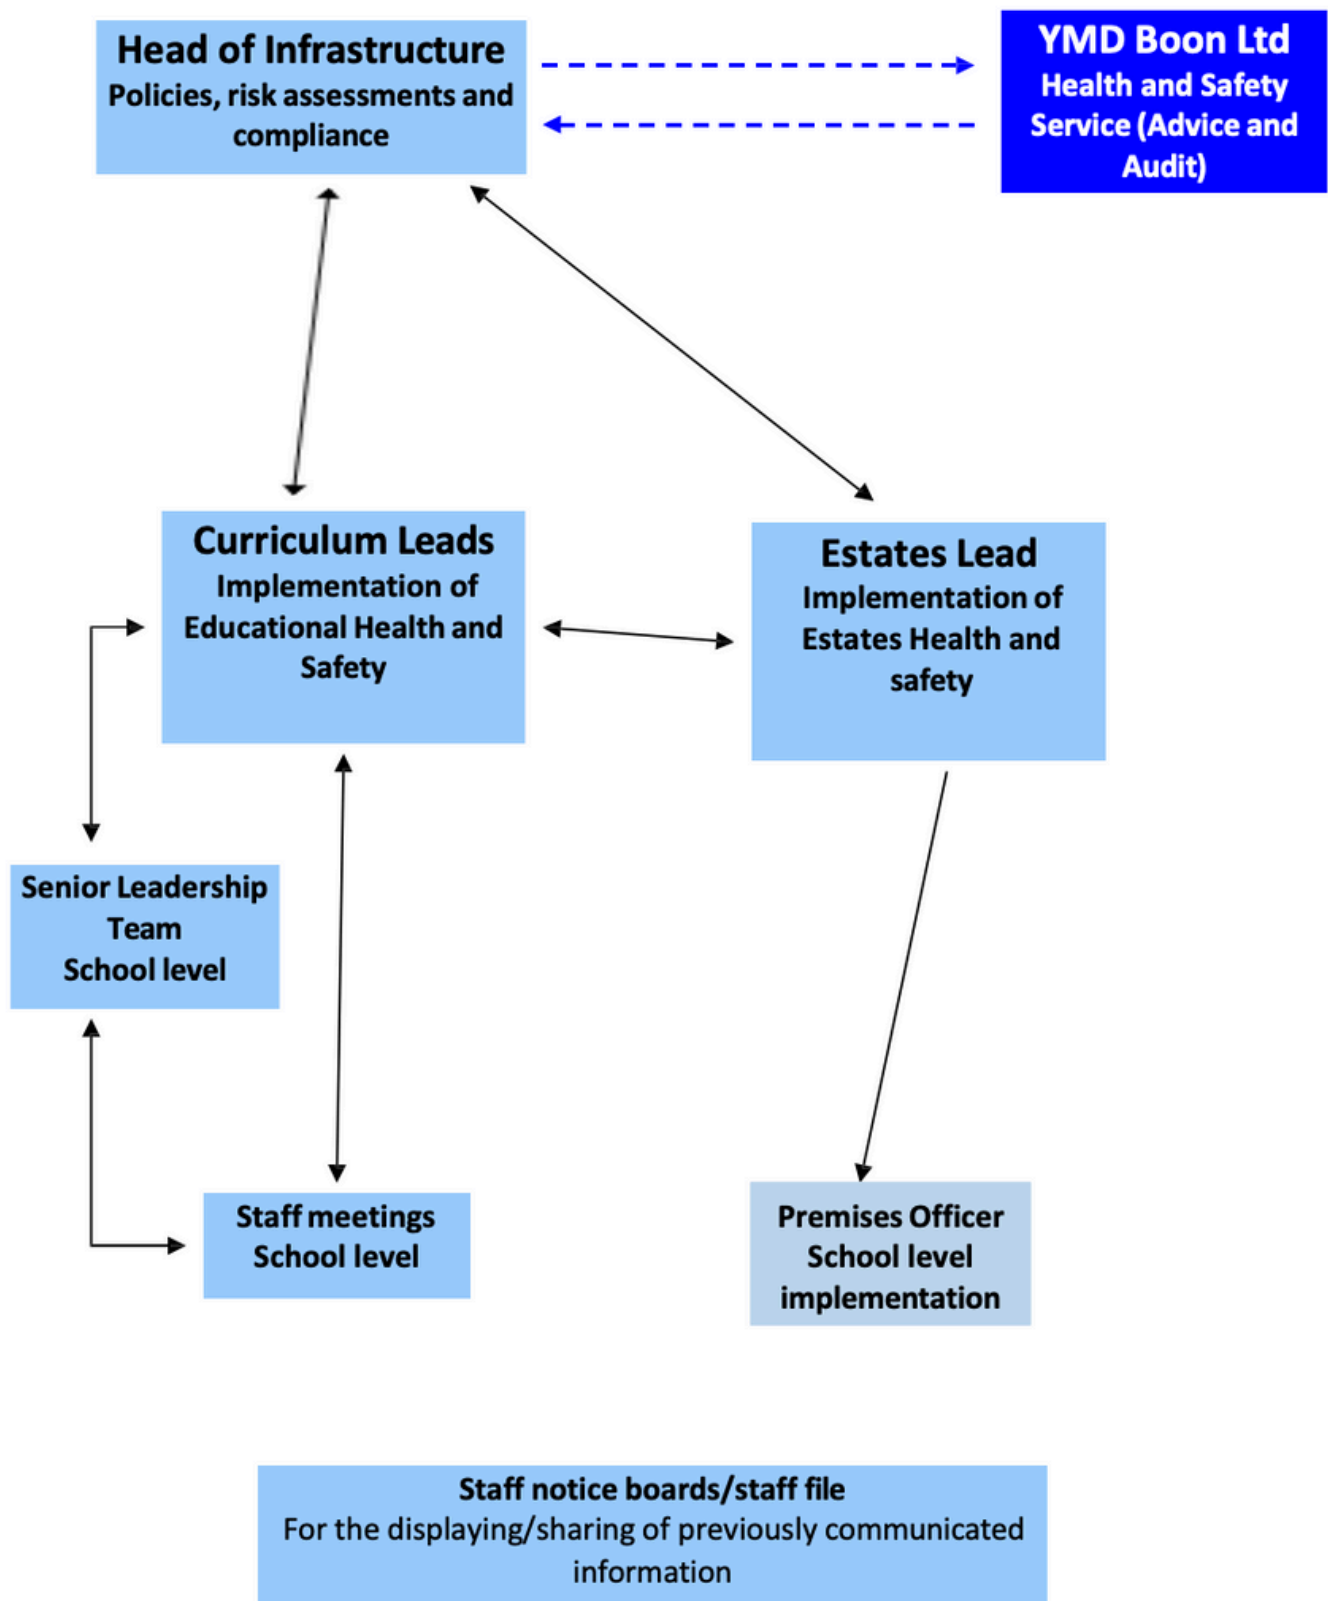 Head of Infrastructure
Policies, risk assessments and
compliance
YMD Boon Ltd
Health and Safety
Service (Advice and
Audit)
Curriculum Leads
Implementation of
Educational Health and
Safety
Estates Lead
Implementation of
Estates Health and
safety
Senior Leadership
Team
School level
Staff meetings
School level
Premises Officer
School level
implementation
Staff notice boards/staff file
For the displaying/sharing of previously communicated
information